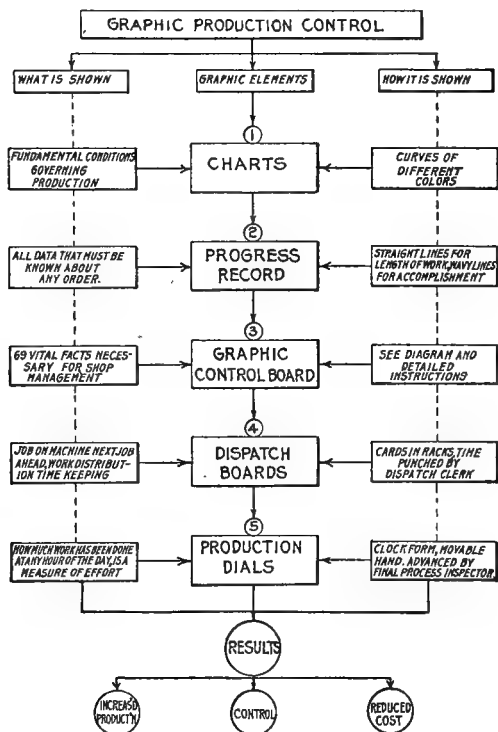 GRAPHIC PRODUCTION CONTROL
WHAT IS SHOWN
GRAPHIC ELEMENTS
HOW IT IS SHOWN
1
FUNDAMENTAL CONDITIONS
GOVERNING
PRODUCTION
CHARTS
CURVES OF
DIFFERENT
COLORS
2
ALL DATA THAT MUST BE
KNOWN ABOUT
ANY ORDER.
PROGRESS
RECORD
STRAIGHT LINES FOR
LENGTH OF WORK, WAVY LINES
FOR ACCOMPLISHMENT
3
69 VITAL FACTS NECES-
SARY FOR SHOP
MANAGEMENT
GRAPHIC
CONTROL BOARD
SEE DIAGRAM AND
DETAILED
INSTRUCTIONS
4
JOB ON MACHINE NEXT JOB
AHEAD, WORK DISTRIBUT-
ION TIME KEEPING
DISPATCH
BOARDS
CARDS IN RACKS, TIME
PUNCHED BY
DISPATCH CLERK
5
HOW MUCH WORK HAS BEEN DONE
AT ANY HOUR OF THE DAY, IS A
MEASURE OF EFFORT
PRODUCTION
DIALS
CLOCK FORM, MOVABLE
HAND. ADVANCED BY
FINAL PROCESS INSPECTOR.
RESULTS
INCREAS'D
PRODUCT'N
CONTROL
REDUCED
COST